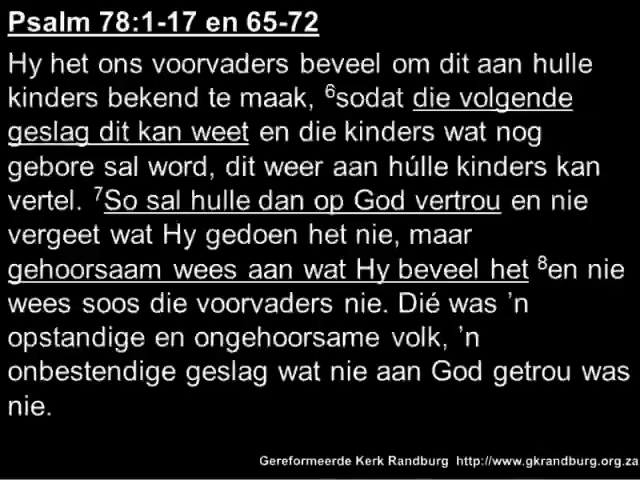 Psalm 78:1-17 en 65-72
Hy het ons voorvaders beveel om dit aan hulle
kinders bekend te maak, ⁶sodat die volgende
geslag dit kan weet en die kinders wat nog
gebore sal word, dit weer aan húlle kinders kan
vertel. ⁷So sal hulle dan op God vertrou en nie
vergeet wat Hy gedoen het nie, maar
gehoorsaam wees aan wat Hy beveel het ⁸en nie
wees soos die voorvaders nie. Dié was ’n
opstandige en ongehoorsame volk, ’n
onbestendige geslag wat nie aan God getrou was
nie.
Gereformeerde Kerk Randburg http://www.gkrandburg.org.za